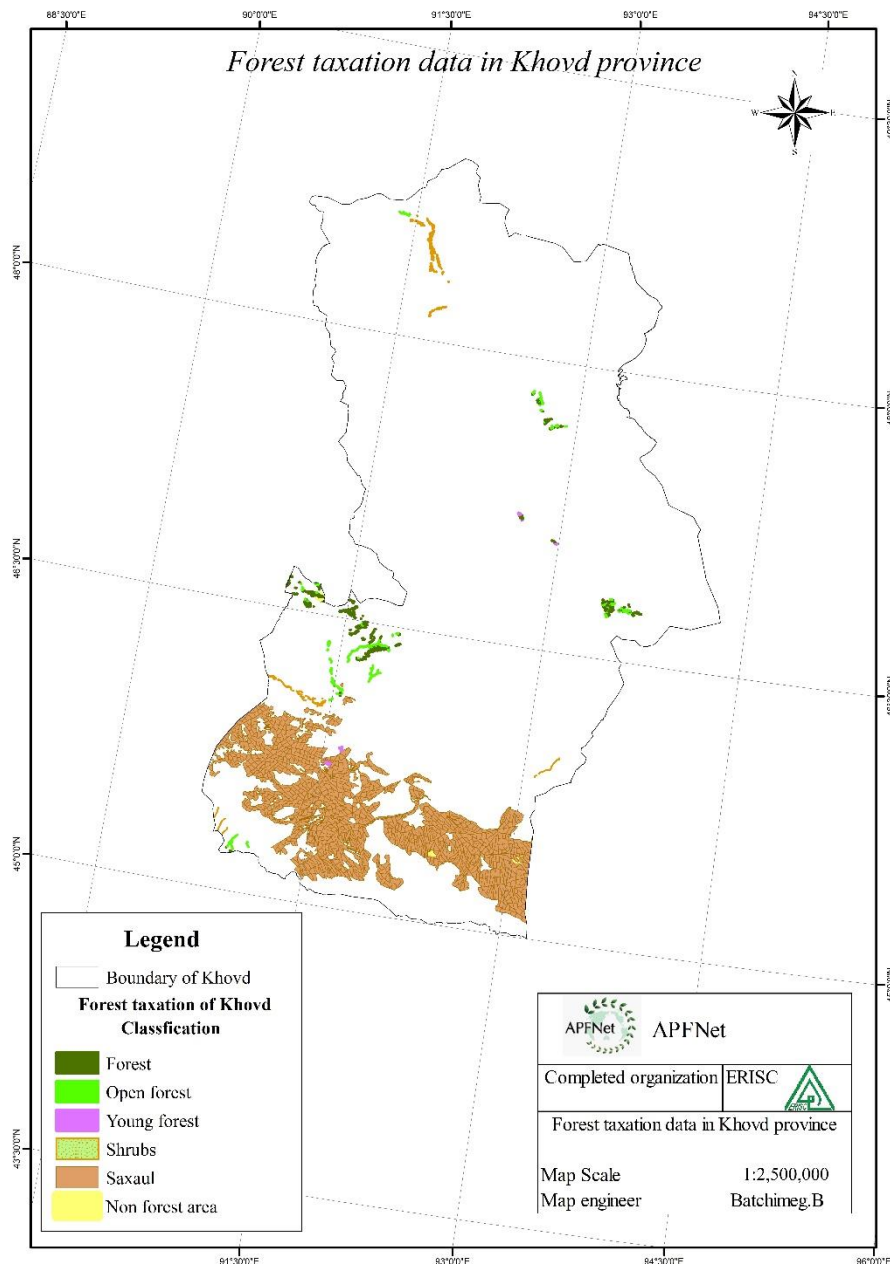 88°30'0"E
90°0'0"E
91°30'0"E
93°0'0"E
94°30'0"E
Forest taxation data in Khovd province
N
W
E
S
48°0'0"N
46°30'0"N
45°0'0"N
43°30'0"N
Legend
Boundary of Khovd
Forest taxation of Khovd
Classfication
Forest
Open forest
Young forest
Shrubs
Saxaul
Non forest area
APFNet APFNet
Completed organization ERISC ERISC
Forest taxation data in Khovd province
Map Scale 1:2,500,000
Map engineer Batchimeg.B
91°30'0"E
93°0'0"E
94°30'0"E
96°0'0"E